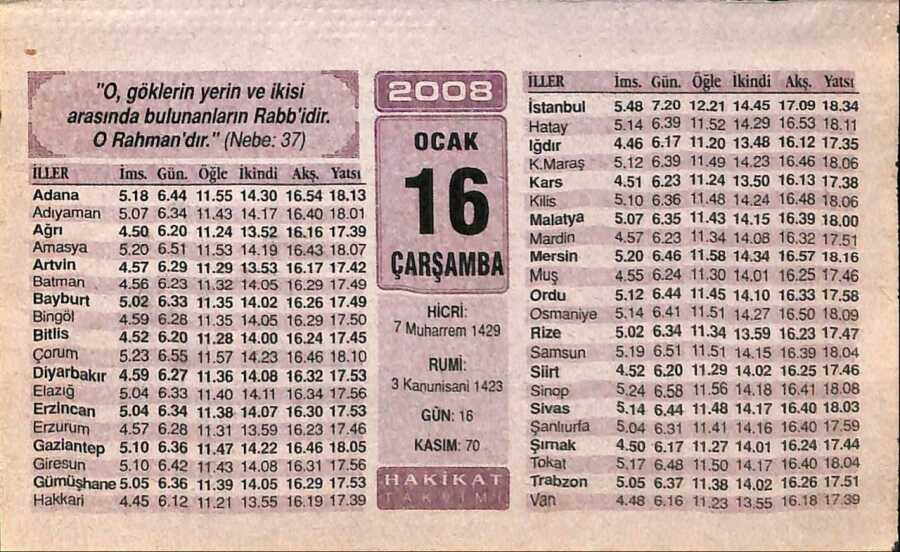 "O, göklerin yerin ve ikisi
arasında bulunanların Rabb'idir.
O Rahman'dır." (Nebe: 37)
İLLER İms. Gün. Öğle İkindi Akş. Yatsı
Adana 5.18 6.44 11.55 14.30 16.54 18.13
Adıyaman 5.07 6.34 11.43 14.17 16.40 18.01
Ağrı 4.50 6.20 11.24 13.52 16.16 17.39
Amasya 5.20 6.51 11.53 14.19 16.43 18.07
Artvin 4.57 6.29 11.29 13.53 16.17 17.42
Batman 4.56 6.23 11.32 14.05 16.29 17.49
Bayburt 5.02 6.33 11.35 14.02 16.26 17.49
Bingöl 4.59 6.28 11.35 14.05 16.29 17.50
Bitlis 4.52 6.20 11.28 14.00 16.24 17.45
Çorum 5.23 6.55 11.57 14.23 16.46 18.10
Diyarbakır 4.59 6.27 11.36 14.08 16.32 17.53
Elazığ 5.04 6.33 11.40 14.11 16.34 17.56
Erzincan 5.04 6.34 11.38 14.07 16.30 17.53
Erzurum 4.57 6.28 11.31 13.59 16.23 17.46
Gaziantep 5.10 6.36 11.47 14.22 16.46 18.05
Giresun 5.10 6.42 11.43 14.08 16.31 17.56
Gümüşhane 5.05 6.36 11.39 14.05 16.29 17.53
Hakkari 4.45 6.12 11.21 13.55 16.19 17.39
2008
OCAK
16
ÇARŞAMBA
HİCRİ:
7 Muharrem 1429
RUMİ:
3 Kanunisani 1423
GÜN: 16
KASIM: 70
HAKİKAT
TAKVİMİ
İLLER İms. Gün. Öğle İkindi Akş. Yatsı
İstanbul 5.48 7.20 12.21 14.45 17.09 18.34
Hatay 5.14 6.39 11.52 14.29 16.53 18.11
Iğdır 4.46 6.17 11.20 13.48 16.12 17.35
K.Maraş 5.12 6.39 11.49 14.23 16.46 18.06
Kars 4.51 6.23 11.24 13.50 16.13 17.38
Kilis 5.10 6.36 11.48 14.24 16.48 18.06
Malatya 5.07 6.35 11.43 14.15 16.39 18.00
Mardin 4.57 6.23 11.34 14.08 16.32 17.51
Mersin 5.20 6.46 11.58 14.34 16.57 18.16
Muş 4.55 6.24 11.30 14.01 16.25 17.46
Ordu 5.12 6.44 11.45 14.10 16.33 17.58
Osmaniye 5.14 6.41 11.51 14.27 16.50 18.09
Rize 5.02 6.34 11.34 13.59 16.23 17.47
Samsun 5.19 6.51 11.51 14.15 16.39 18.04
Siirt 4.52 6.20 11.29 14.02 16.25 17.46
Sinop 5.24 6.58 11.56 14.18 16.41 18.08
Sivas 5.14 6.44 11.48 14.17 16.40 18.03
Şanlıurfa 5.04 6.31 11.41 14.16 16.40 17.59
Şırnak 4.50 6.17 11.27 14.01 16.24 17.44
Tokat 5.17 6.48 11.50 14.17 16.40 18.04
Trabzon 5.05 6.37 11.38 14.02 16.26 17.51
Van 4.48 6.16 11.23 13.55 16.18 17.39